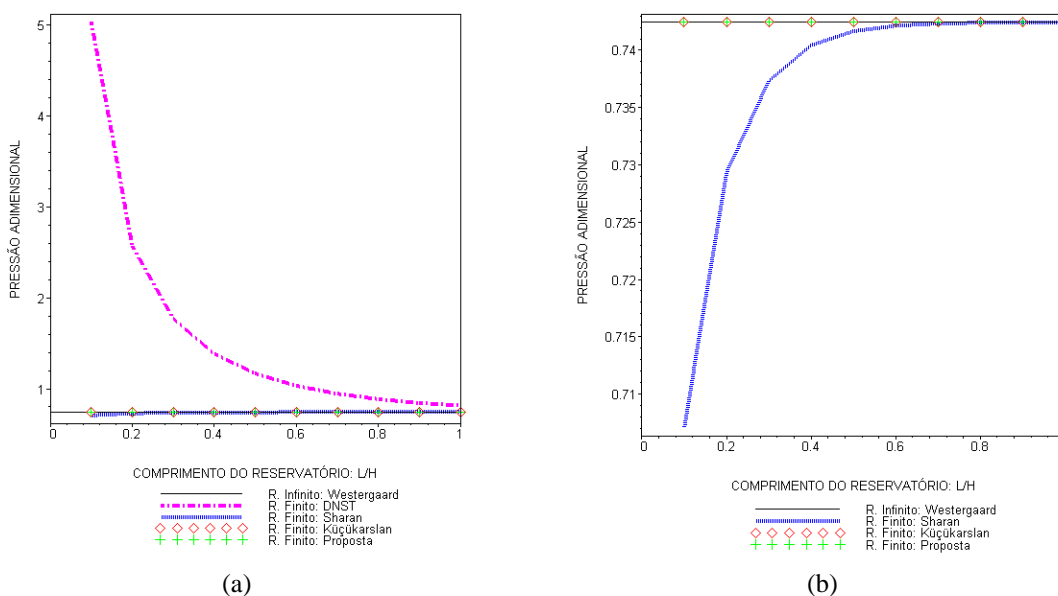 PRESSÃO ADIMENSIONAL
5
4
3
2
1
0
0.2
0.4
0.6
0.8
1
COMPRIMENTO DO RESERVATÓRIO: L/H
R. Infinito: Westergaard
R. Finito: DNST
R. Finito: Sharan
R. Finito: Küçükarslan
R. Finito: Proposta
(a)
PRESSÃO ADIMENSIONAL
0.74
0.735
0.73
0.725
0.72
0.715
0.71
0
0.2
0.4
0.6
0.8
COMPRIMENTO DO RESERVATÓRIO: L/H
R. Infinito: Westergaard
R. Finito: Sharan
R. Finito: Küçükarslan
R. Finito: Proposta
(b)